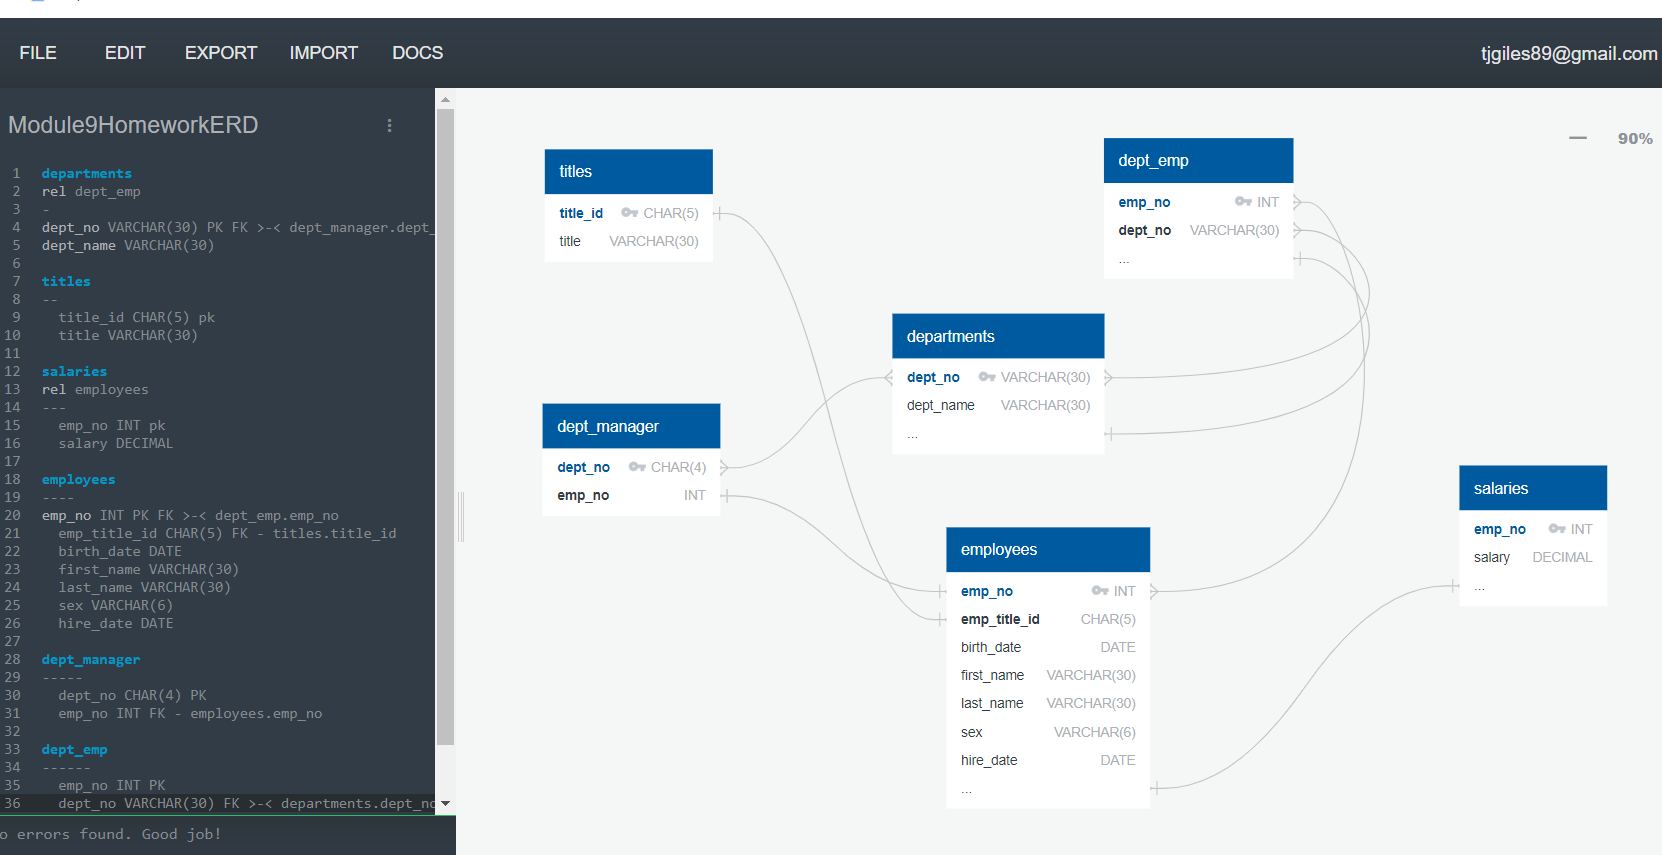 FILE EDIT EXPORT IMPORT DOCS tjgiles89@gmail.com
Module9HomeworkERD
1 departments
2 rel dept_emp
3 -
4 dept_no VARCHAR(30) PK FK >-< dept_manager.dept_
5 dept_name VARCHAR(30)
6
7 titles
8 --
9 title_id CHAR(5) pk
10 title VARCHAR(30)
11
12 salaries
13 rel employees
14 ---
15 emp_no INT pk
16 salary DECIMAL
17
18 employees
19 ----
20 emp_no INT PK FK >-< dept_emp.emp_no
21 emp_title_id CHAR(5) FK - titles.title_id
22 birth_date DATE
23 first_name VARCHAR(30)
24 last_name VARCHAR(30)
25 sex VARCHAR(6)
26 hire_date DATE
27
28 dept_manager
29 -----
30 dept_no CHAR(4) PK
31 emp_no INT FK - employees.emp_no
32
33 dept_emp
34 ------
35 emp_no INT PK
36 dept_no VARCHAR(30) FK >-< departments.dept_no
o errors found. Good job!
90%
titles
title_id CHAR(5)
title VARCHAR(30)
dept_emp
emp_no INT
dept_no VARCHAR(30)
...
departments
dept_no VARCHAR(30)
dept_name VARCHAR(30)
...
dept_manager
dept_no CHAR(4)
emp_no INT
salaries
emp_no INT
salary DECIMAL
...
employees
emp_no INT
emp_title_id CHAR(5)
birth_date DATE
first_name VARCHAR(30)
last_name VARCHAR(30)
sex VARCHAR(6)
hire_date DATE
...